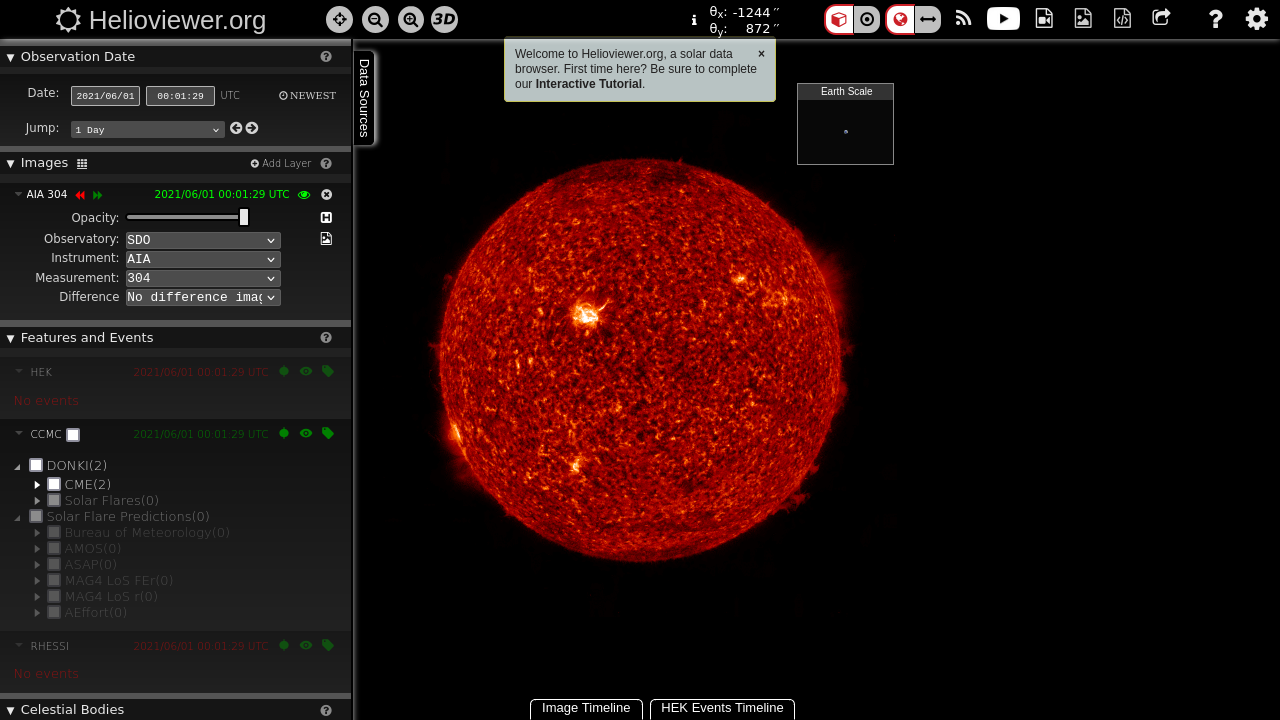 Helioviewer.org
3D
θx: -1244 ″
θy: 872 ″
Observation Date
Date: 2021/06/01 00:01:29 UTC NEWEST
Jump: 1 Day
Images Add Layer
AIA 304 2021/06/01 00:01:29 UTC
Opacity:
Observatory: SDO
Instrument: AIA
Measurement: 304
Difference No difference imag
Features and Events
HEK 2021/06/01 00:01:29 UTC
No events
CCMC 2021/06/01 00:01:29 UTC
DONKI(2)
CME(2)
Solar Flares(0)
Solar Flare Predictions(0)
Bureau of Meteorology(0)
AMOS(0)
ASAP(0)
MAG4 LoS FEr(0)
MAG4 LoS r(0)
AEffort(0)
RHESSI 2021/06/01 00:01:29 UTC
No events
Celestial Bodies
Data Sources
Welcome to Helioviewer.org, a solar data
browser. First time here? Be sure to complete
our Interactive Tutorial.
×
Earth Scale
Image Timeline
HEK Events Timeline